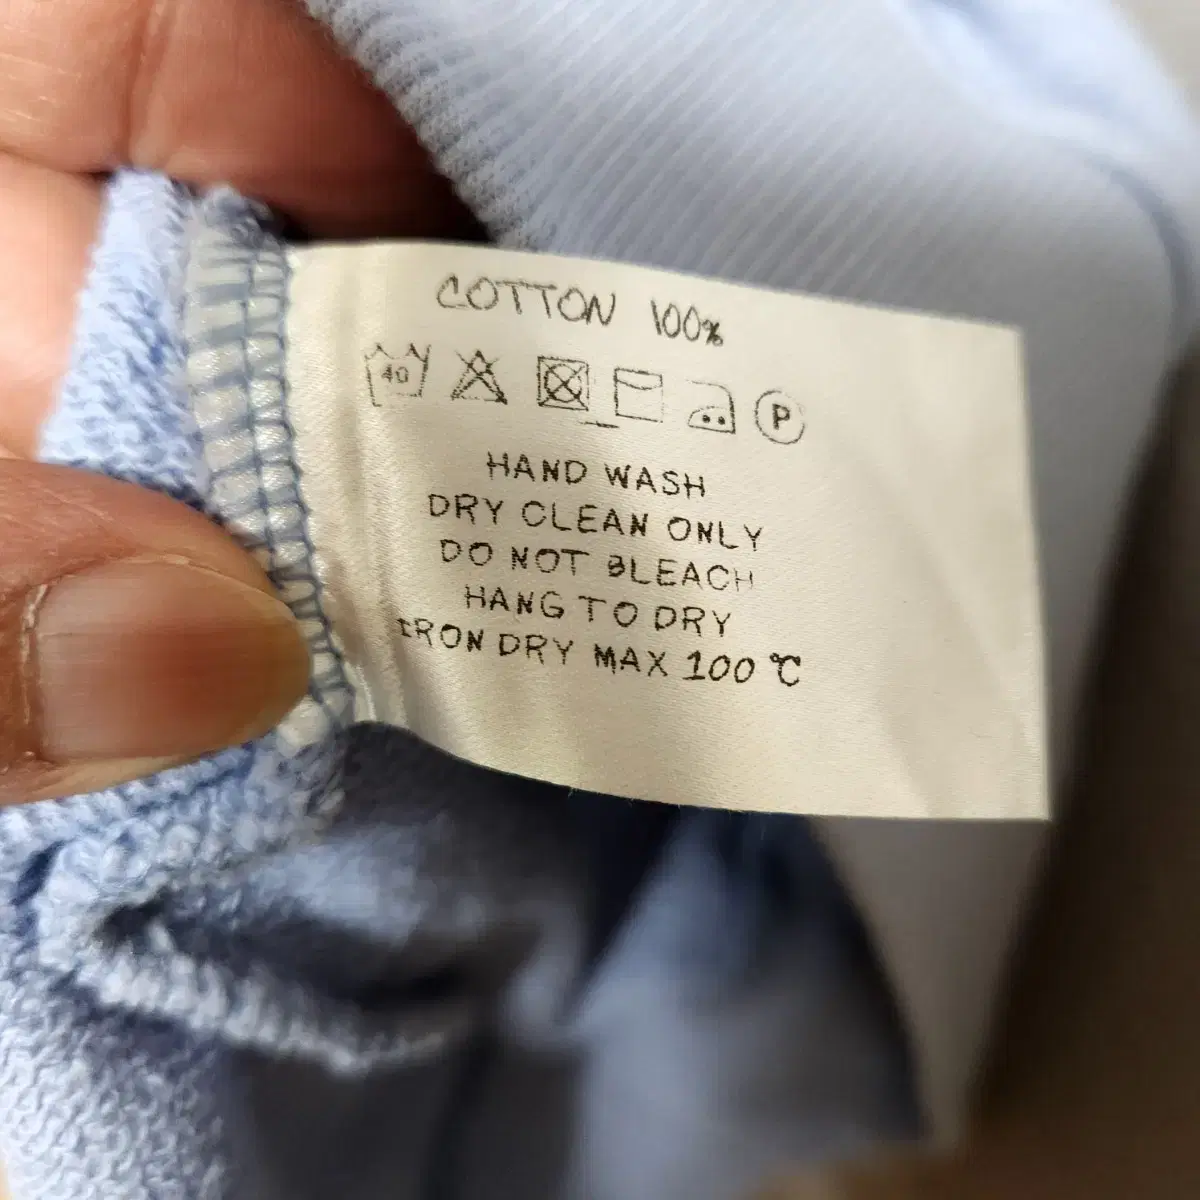 COTTON 100%
40 P
HAND WASH
DRY CLEAN ONLY
DO NOT BLEACH
HANG TO DRY
IRON DRY MAX 100℃